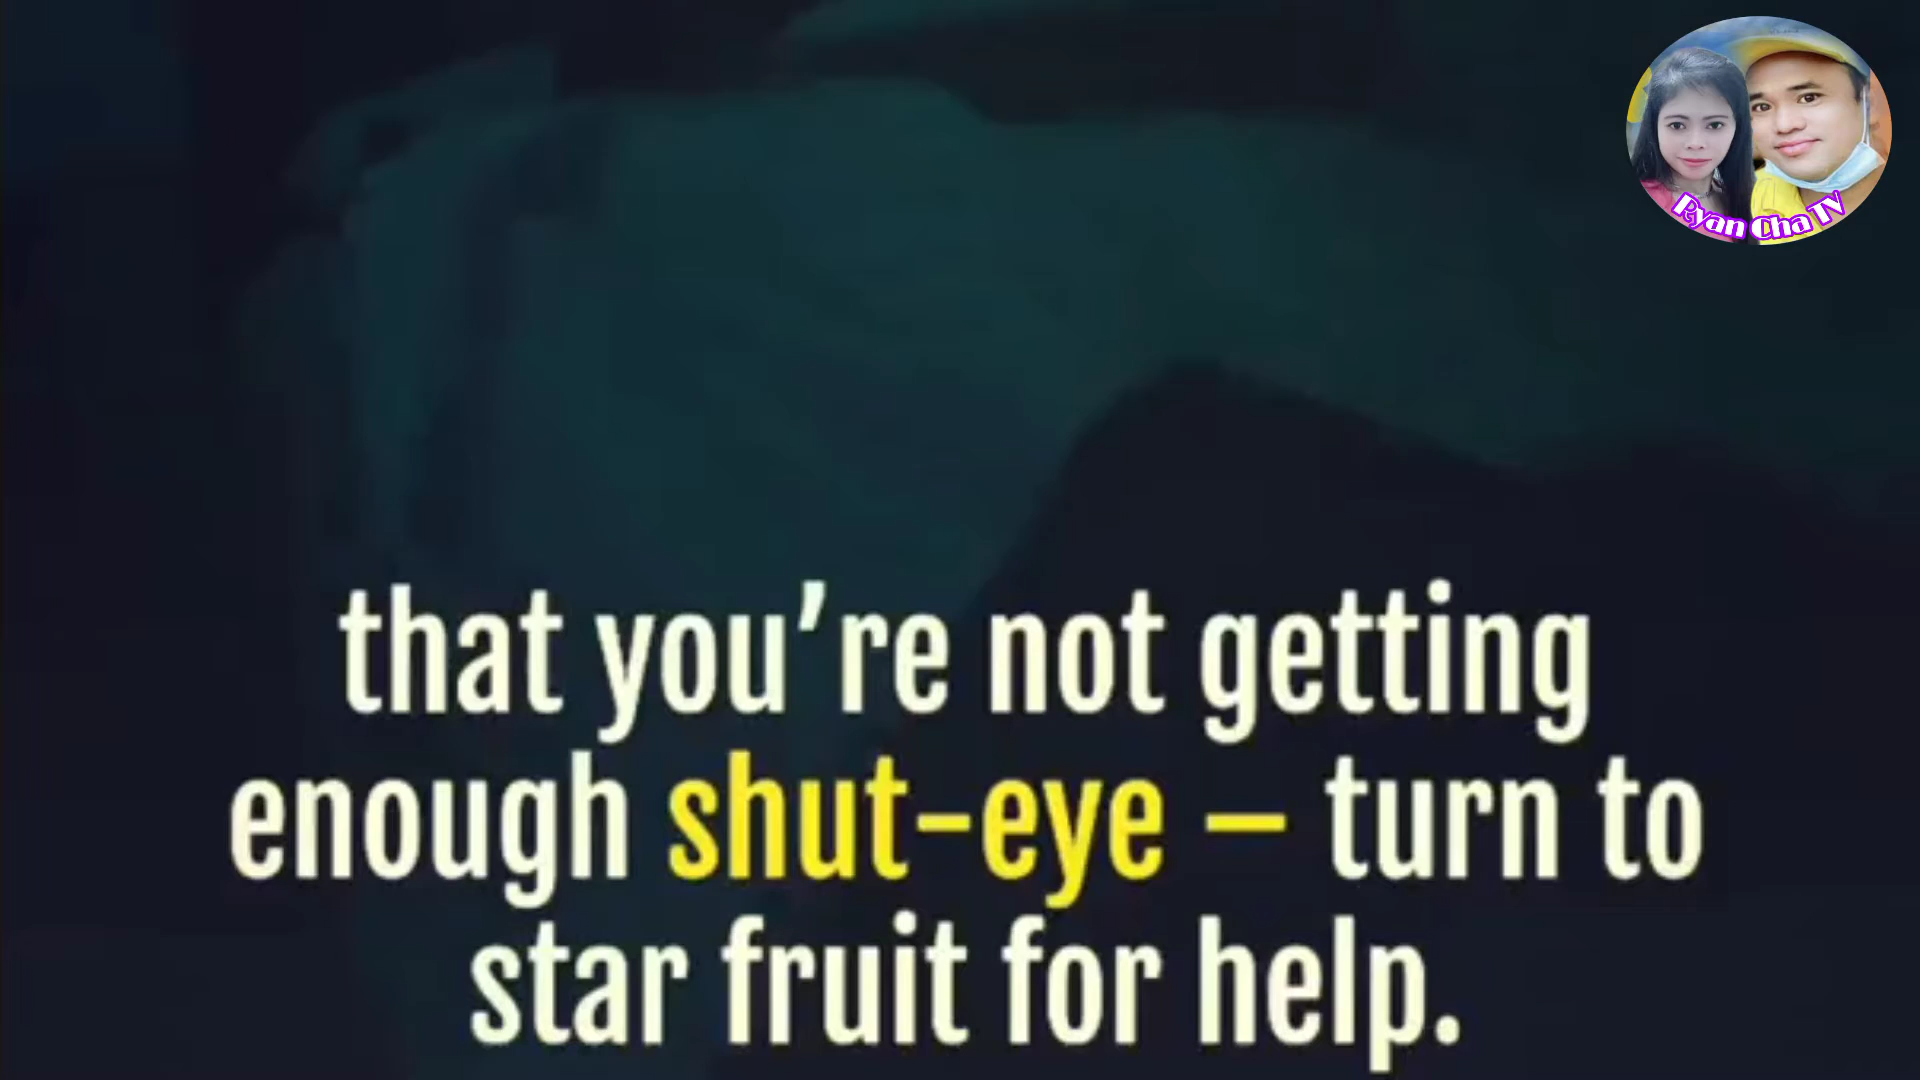 Ryan Cha TV
that you’re not getting
enough shut-eye – turn to
star fruit for help.